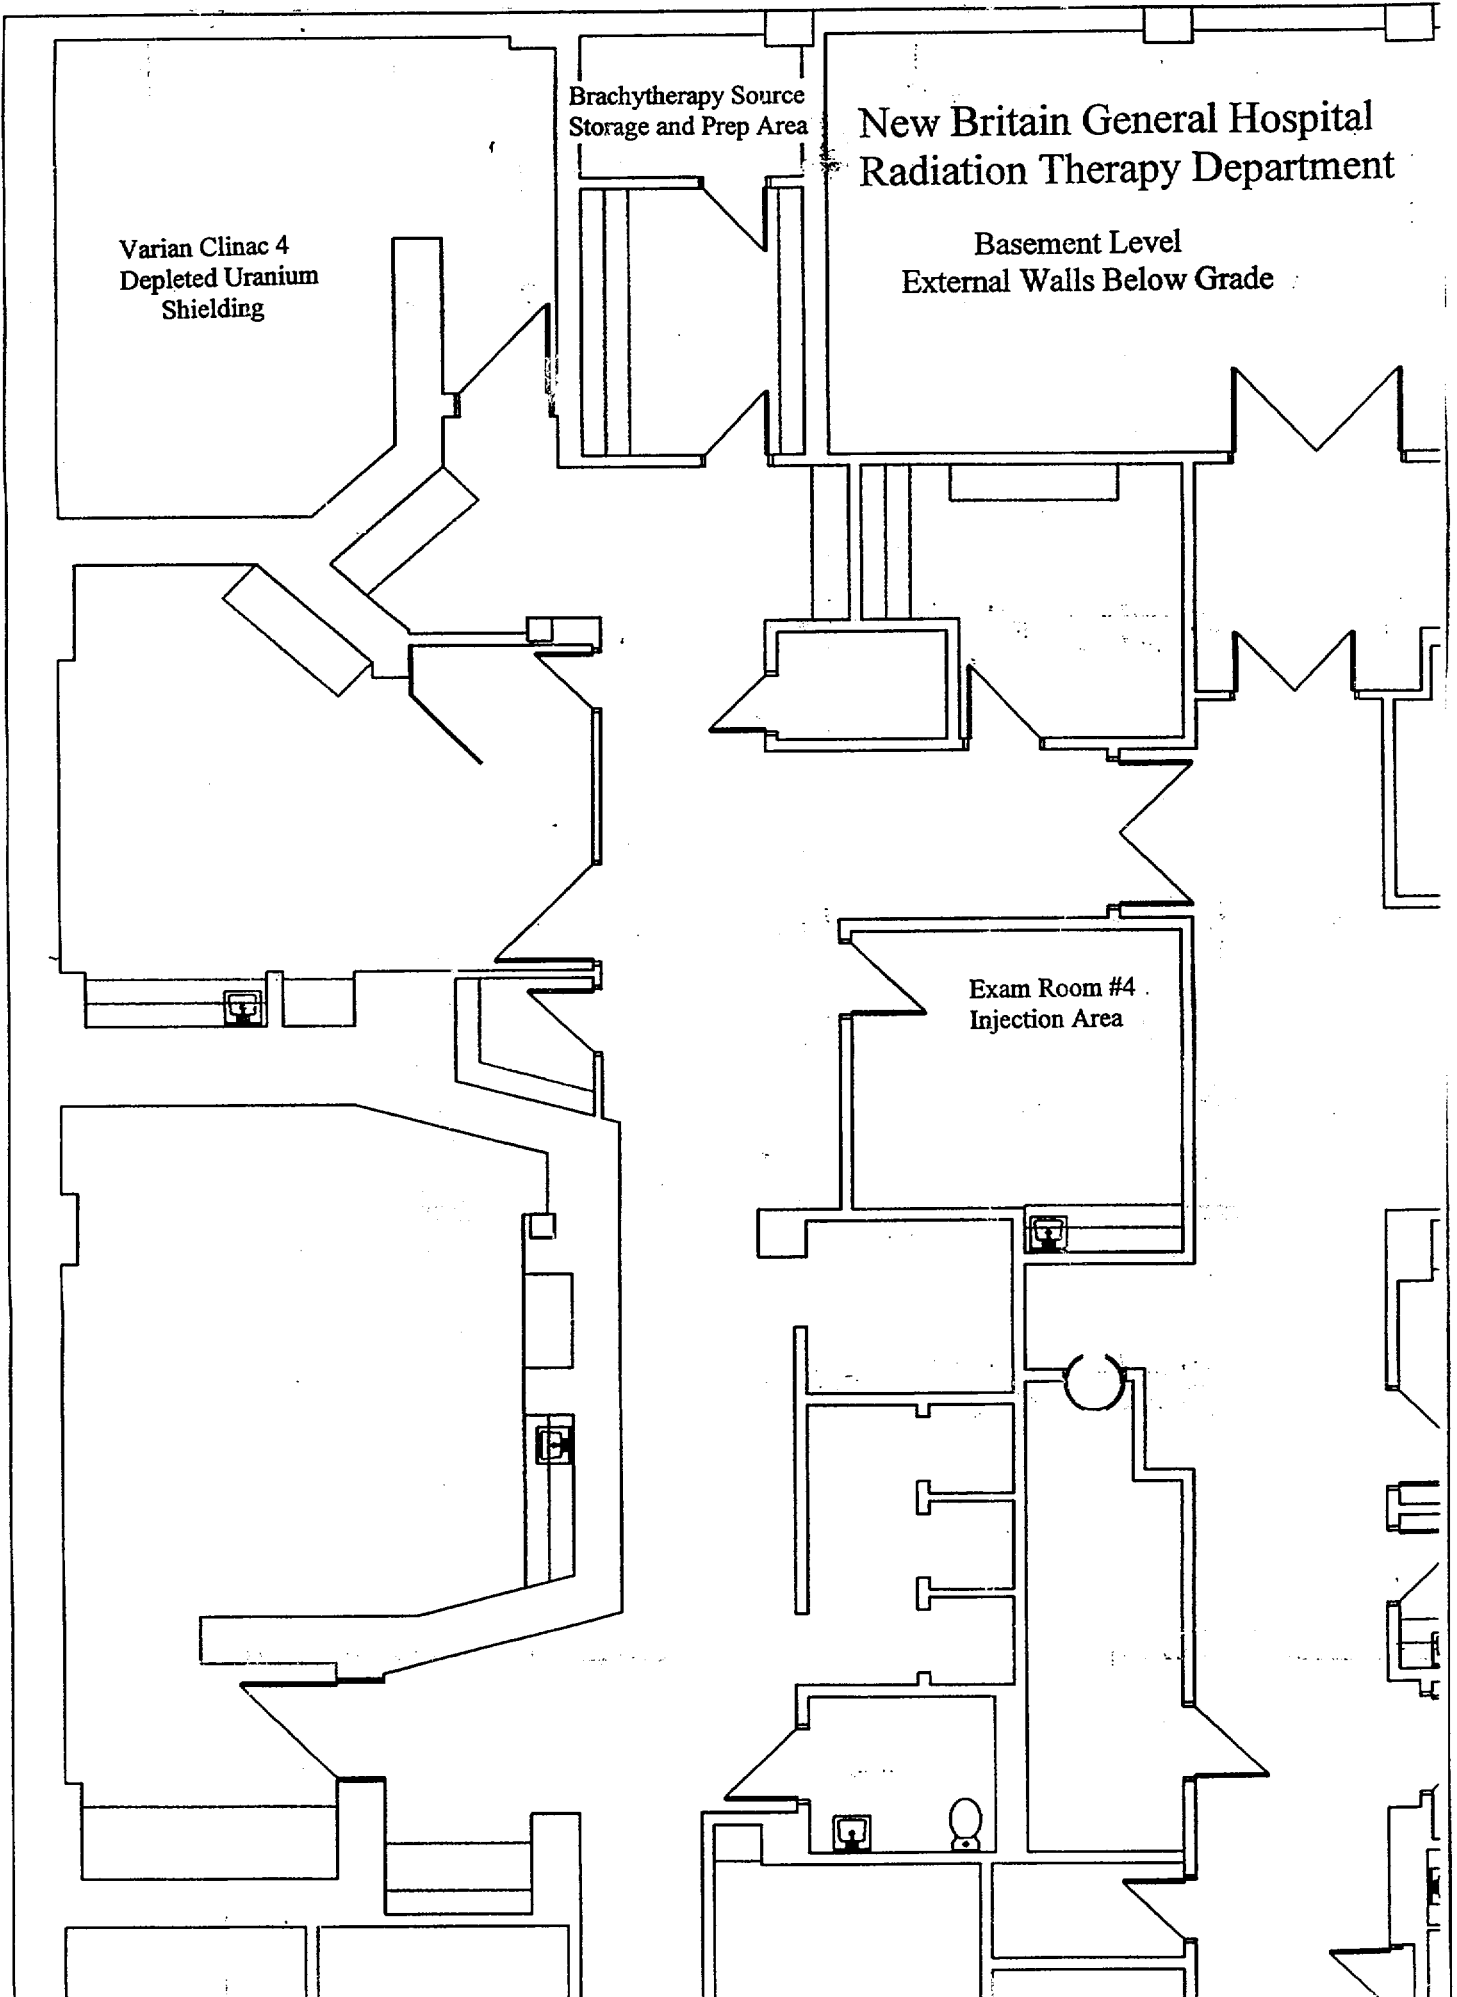 Brachytherapy Source
Storage and Prep Area
New Britain General Hospital
Radiation Therapy Department
Basement Level
External Walls Below Grade
Varian Clinac 4
Depleted Uranium
Shielding
Exam Room #4
Injection Area